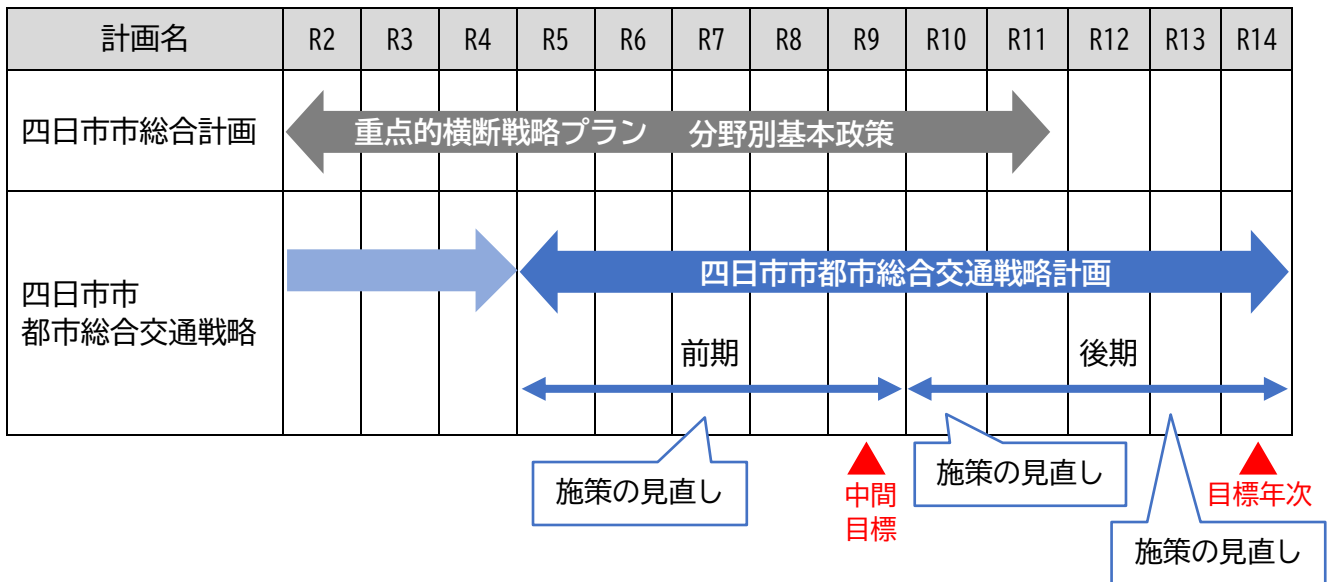 計画名 R2 R3 R4 R5 R6 R7 R8 R9 R10 R11 R12 R13 R14
四日市市総合計画
重点的横断戦略プラン 分野別基本政策
四日市市
都市総合交通戦略
四日市市都市総合交通戦略計画
前期
後期
施策の見直し
中間
目標
施策の見直し
目標年次
施策の見直し